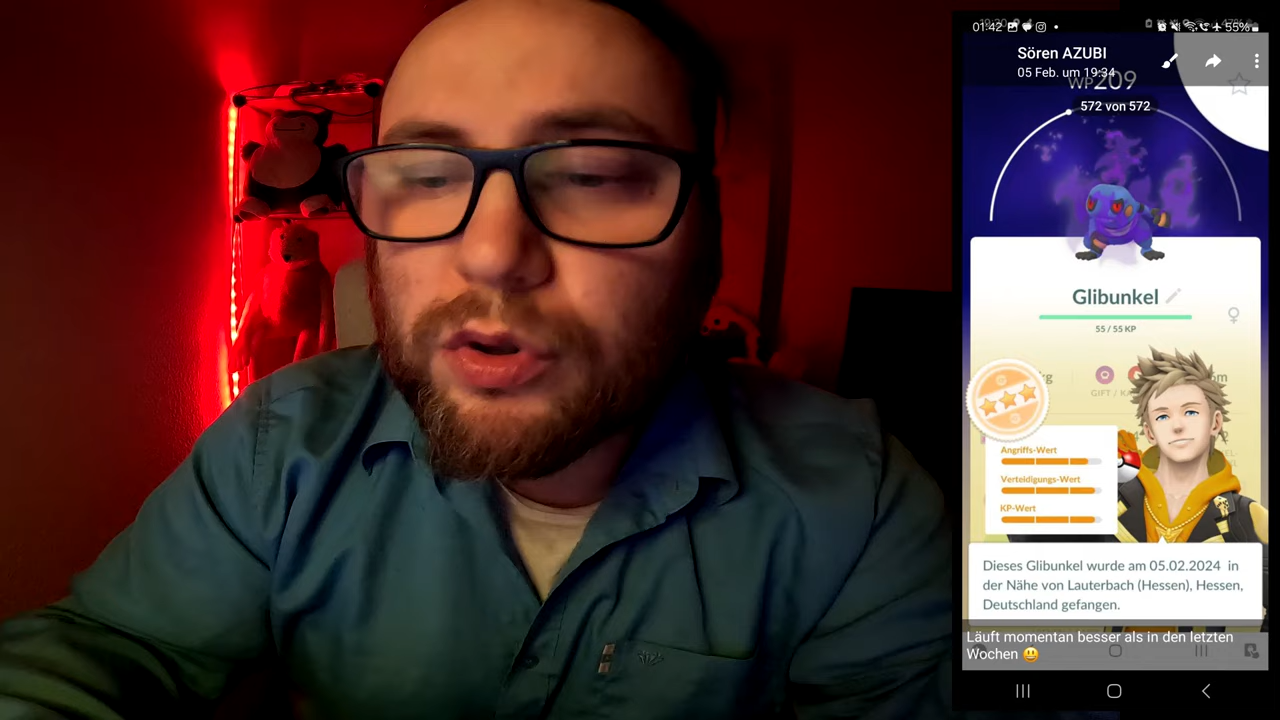 01:42
55%
Sören AZUBI
05 Feb. um 19:34
WP209
572 von 572
Glibunkel
55 / 55 KP
GIFT /
Angriffs-Wert
Verteidigungs-Wert
KP-Wert
Dieses Glibunkel wurde am 05.02.2024 in
der Nähe von Lauterbach (Hessen), Hessen,
Deutschland gefangen.
Läuft momentan besser als in den letzten
Wochen 😃